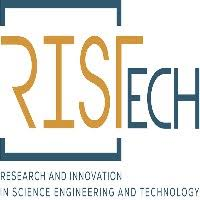 RISTECH
RESEARCH AND INNOVATION
IN SCIENCE ENGINEERING AND TECHNOLOGY